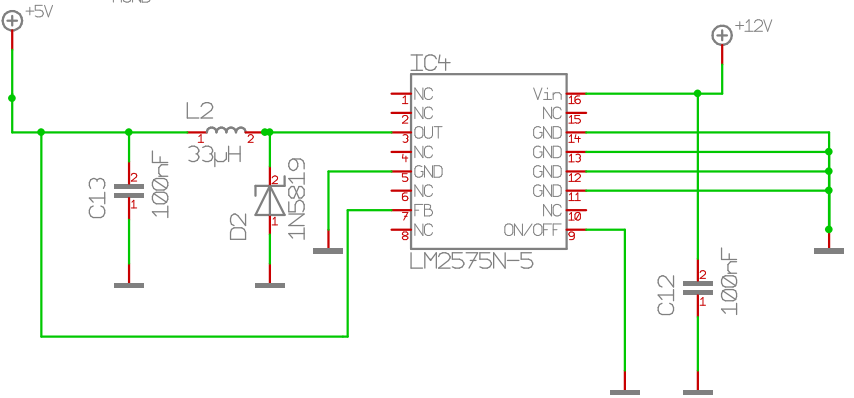 +5V
+12V
IC4
1 NC
2 NC
3 OUT
4 NC
5 GND
6 NC
7 FB
8 NC
Vin 16
NC 15
GND 14
GND 13
GND 12
GND 11
NC 10
ON/OFF 9
LM2575N-5
L2
1 2
33µH
C13
2
1
100nF
D2
2
1
1N5819
C12
2
1
100nF